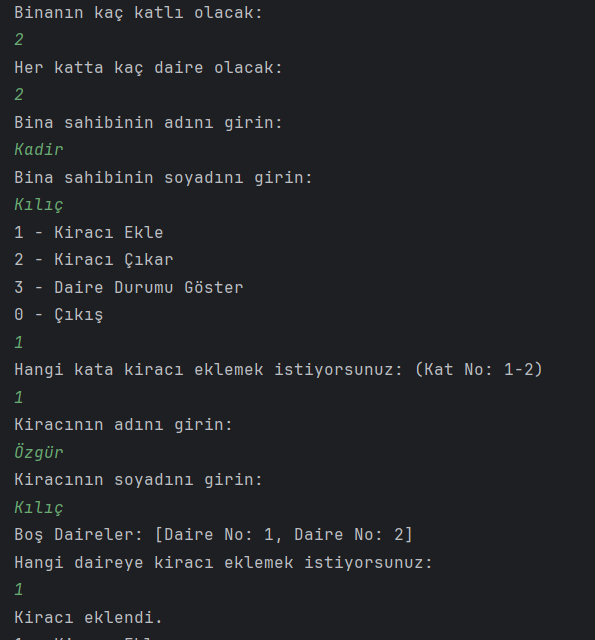 Binanın kaç katlı olacak:
2
Her katta kaç daire olacak:
2
Bina sahibinin adını girin:
Kadir
Bina sahibinin soyadını girin:
Kılıç
1 - Kiracı Ekle
2 - Kiracı Çıkar
3 - Daire Durumu Göster
0 - Çıkış
1
Hangi kata kiracı eklemek istiyorsunuz: (Kat No: 1-2)
1
Kiracının adını girin:
Özgür
Kiracının soyadını girin:
Kılıç
Boş Daireler: [Daire No: 1, Daire No: 2]
Hangi daireye kiracı eklemek istiyorsunuz:
1
Kiracı eklendi.